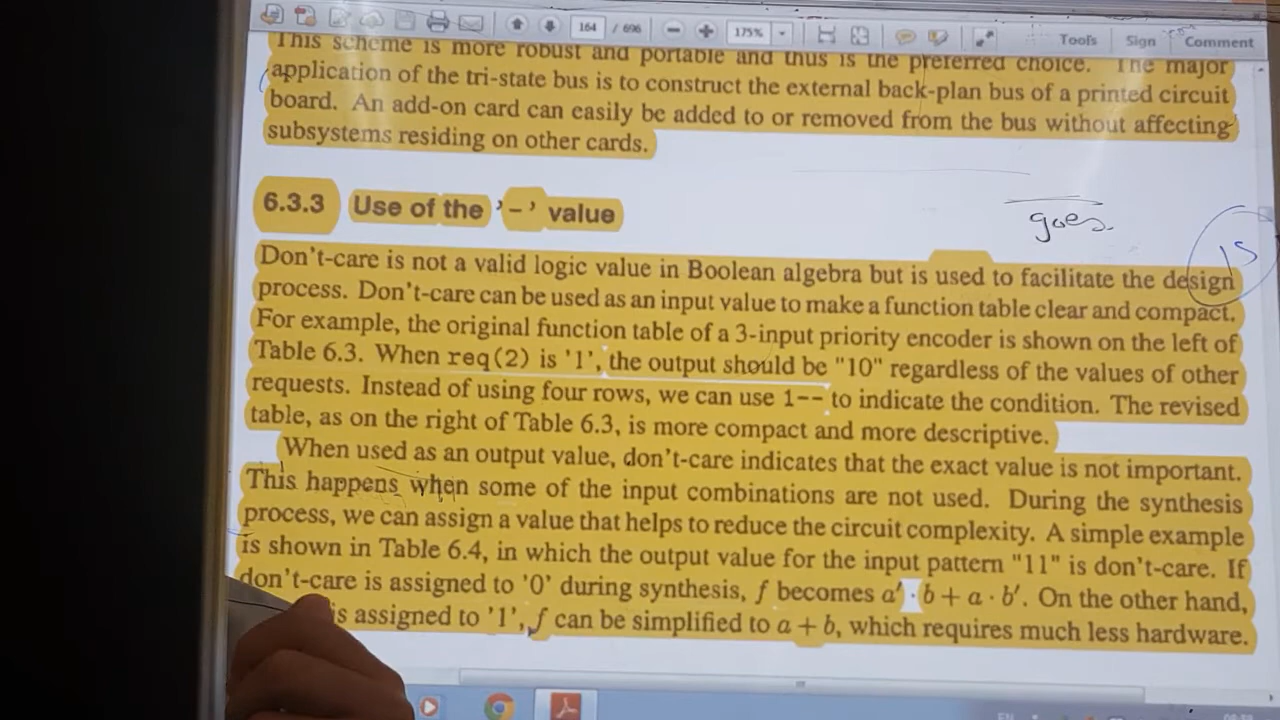 164 / 696 175% Tools Sign Comment
This scheme is more robust and portable and thus is the preferred choice. The major
application of the tri-state bus is to construct the external back-plan bus of a printed circuit
board. An add-on card can easily be added to or removed from the bus without affecting
subsystems residing on other cards.
6.3.3 Use of the '-' value
goes.
15
Don't-care is not a valid logic value in Boolean algebra but is used to facilitate the design
process. Don't-care can be used as an input value to make a function table clear and compact.
For example, the original function table of a 3-input priority encoder is shown on the left of
Table 6.3. When req(2) is '1', the output should be "10" regardless of the values of other
requests. Instead of using four rows, we can use 1-- to indicate the condition. The revised
table, as on the right of Table 6.3, is more compact and more descriptive.
When used as an output value, don't-care indicates that the exact value is not important.
This happens when some of the input combinations are not used. During the synthesis
process, we can assign a value that helps to reduce the circuit complexity. A simple example
is shown in Table 6.4, in which the output value for the input pattern "11" is don't-care. If
don't-care is assigned to '0' during synthesis, f becomes a' · b + a · b'. On the other hand,
is assigned to '1', f can be simplified to a + b, which requires much less hardware.